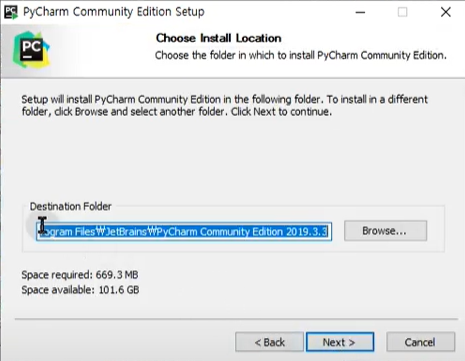 PyCharm Community Edition Setup
PC
Choose Install Location
Choose the folder in which to install PyCharm Community Edition.
Setup will install PyCharm Community Edition in the following folder. To install in a different
folder, click Browse and select another folder. Click Next to continue.
Destination Folder
ogram Files₩JetBrains₩PyCharm Community Edition 2019.3.3
Browse...
Space required: 669.3 MB
Space available: 101.6 GB
< Back
Next >
Cancel